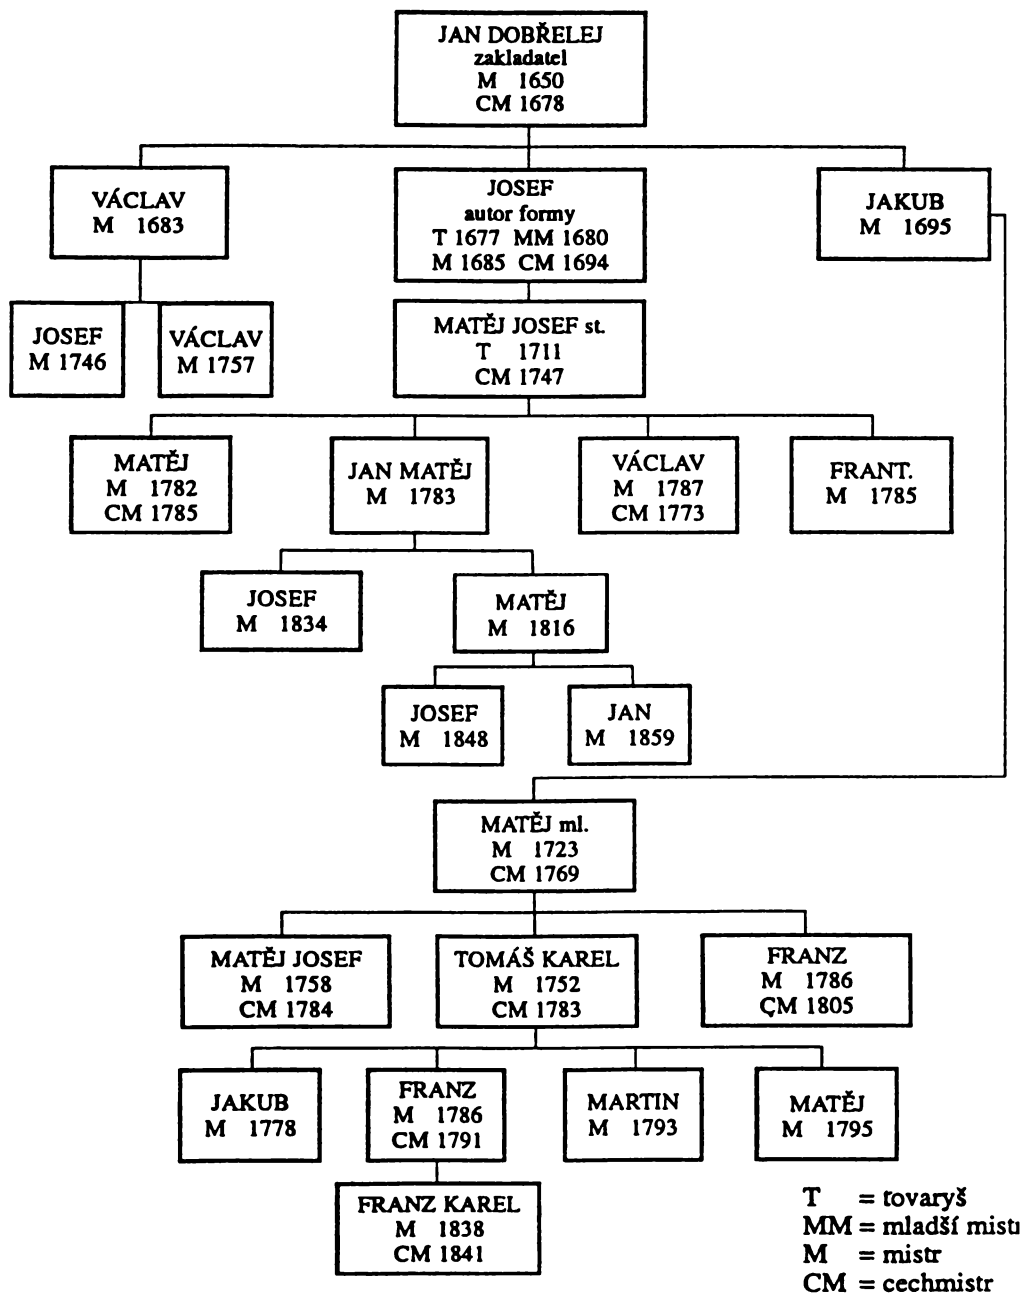 JAN DOBŘELEJ
zakladatel
M 1650
CM 1678
VÁCLAV
M 1683
JOSEF
autor formy
T 1677 MM 1680
M 1685 CM 1694
JAKUB
M 1695
JOSEF
M 1746
VÁCLAV
M 1757
MATĚJ JOSEF st.
T 1711
CM 1747
MATĚJ
M 1782
CM 1785
JAN MATĚJ
M 1783
VÁCLAV
M 1787
CM 1773
FRANT.
M 1785
JOSEF
M 1834
MATĚJ
M 1816
JOSEF
M 1848
JAN
M 1859
MATĚJ ml.
M 1723
CM 1769
MATĚJ JOSEF
M 1758
CM 1784
TOMÁŠ KAREL
M 1752
CM 1783
FRANZ
M 1786
CM 1805
JAKUB
M 1778
FRANZ
M 1786
CM 1791
MARTIN
M 1793
MATĚJ
M 1795
FRANZ KAREL
M 1838
CM 1841
T = tovaryš
MM = mladší mistr
M = mistr
CM = cechmistr